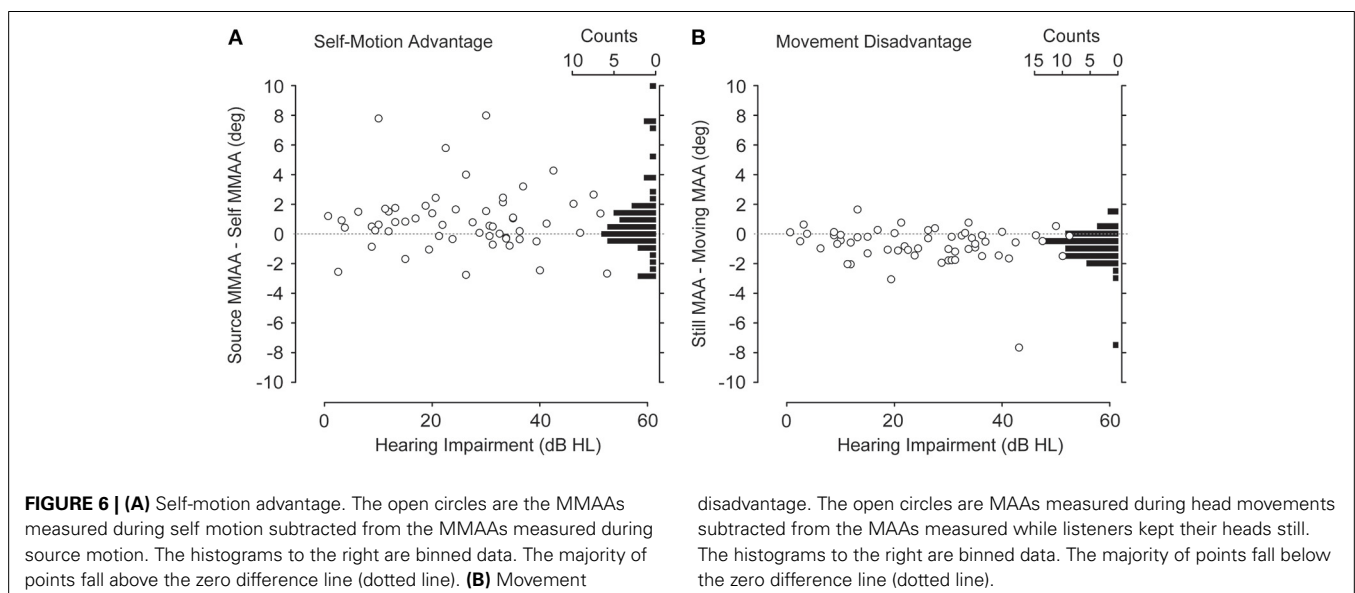 A
Self-Motion Advantage
Counts
10 5 0
10
8
6
4
2
0
-2
-4
-6
-8
-10
Source MMAA - Self MMAA (deg)
0 20 40 60
Hearing Impairment (dB HL)
B
Movement Disadvantage
Counts
15 10 5 0
10
8
6
4
2
0
-2
-4
-6
-8
-10
Still MAA - Moving MAA (deg)
0 20 40 60
Hearing Impairment (dB HL)
FIGURE 6 | (A) Self-motion advantage. The open circles are the MMAAs
measured during self motion subtracted from the MMAAs measured during
source motion. The histograms to the right are binned data. The majority of
points fall above the zero difference line (dotted line). (B) Movement
disadvantage. The open circles are MAAs measured during head movements
subtracted from the MAAs measured while listeners kept their heads still.
The histograms to the right are binned data. The majority of points fall below
the zero difference line (dotted line).